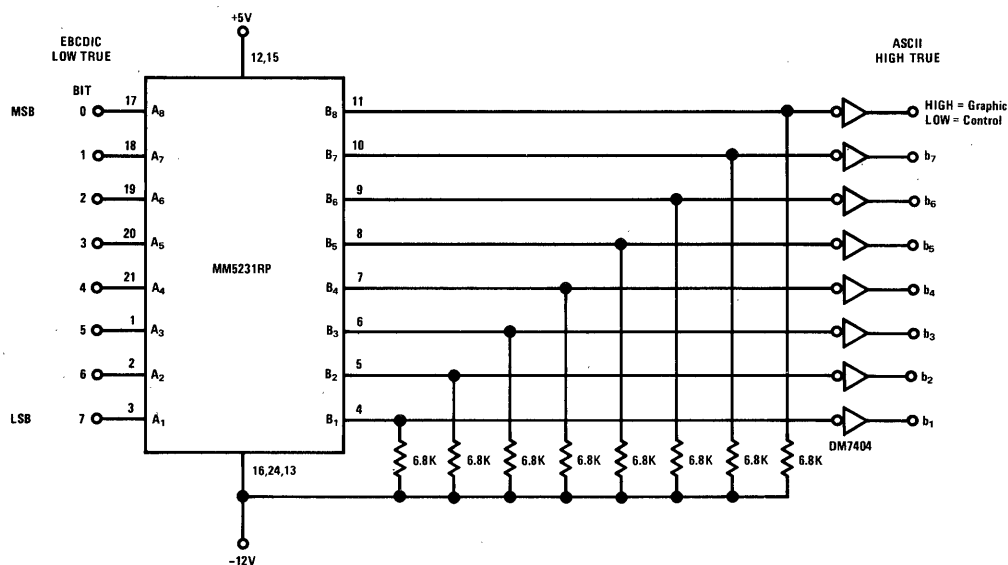 +5V
EBCDIC
LOW TRUE
ASCII
HIGH TRUE
12,15
BIT
MSB 0 17 A8 B8 11 HIGH = Graphic
LOW = Control
1 18 A7 B7 10 b7
2 19 A6 B6 9 b6
3 20 A5 B5 8 b5
MM5231RP
4 21 A4 B4 7 b4
5 1 A3 B3 6 b3
6 2 A2 B2 5 b2
LSB 7 3 A1 B1 4 b1
DM7404
6.8K 6.8K 6.8K 6.8K 6.8K 6.8K 6.8K 6.8K
16,24,13
–12V